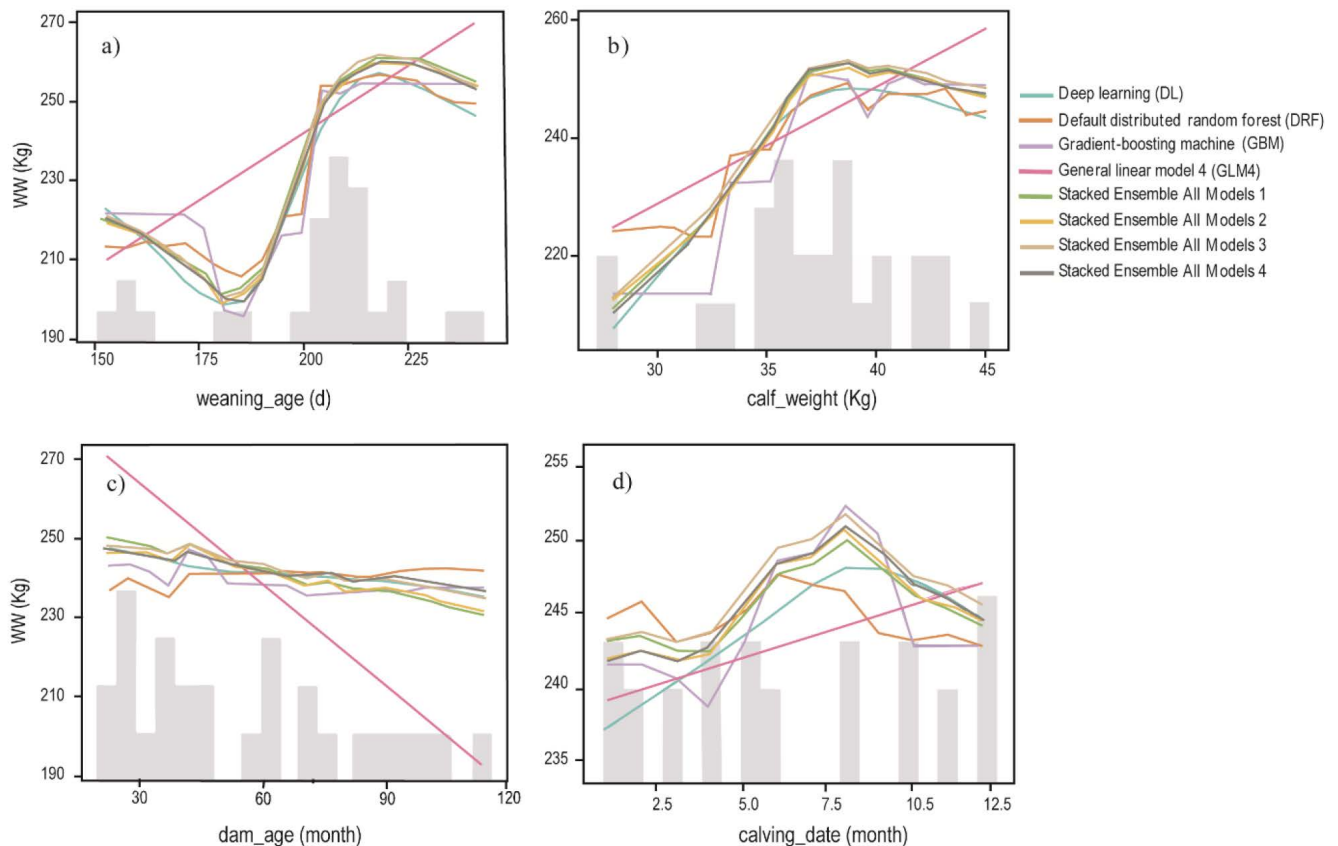 a)
270
250
230
210
190
WW (Kg)
150
175
200
225
weaning_age (d)
b)
260
240
220
30
35
40
45
calf_weight (Kg)
Deep learning (DL)
Default distributed random forest (DRF)
Gradient-boosting machine (GBM)
General linear model 4 (GLM4)
Stacked Ensemble All Models 1
Stacked Ensemble All Models 2
Stacked Ensemble All Models 3
Stacked Ensemble All Models 4
c)
270
250
230
210
190
WW (Kg)
30
60
90
120
dam_age (month)
d)
255
250
245
240
235
2.5
5.0
7.5
10.5
12.5
calving_date (month)